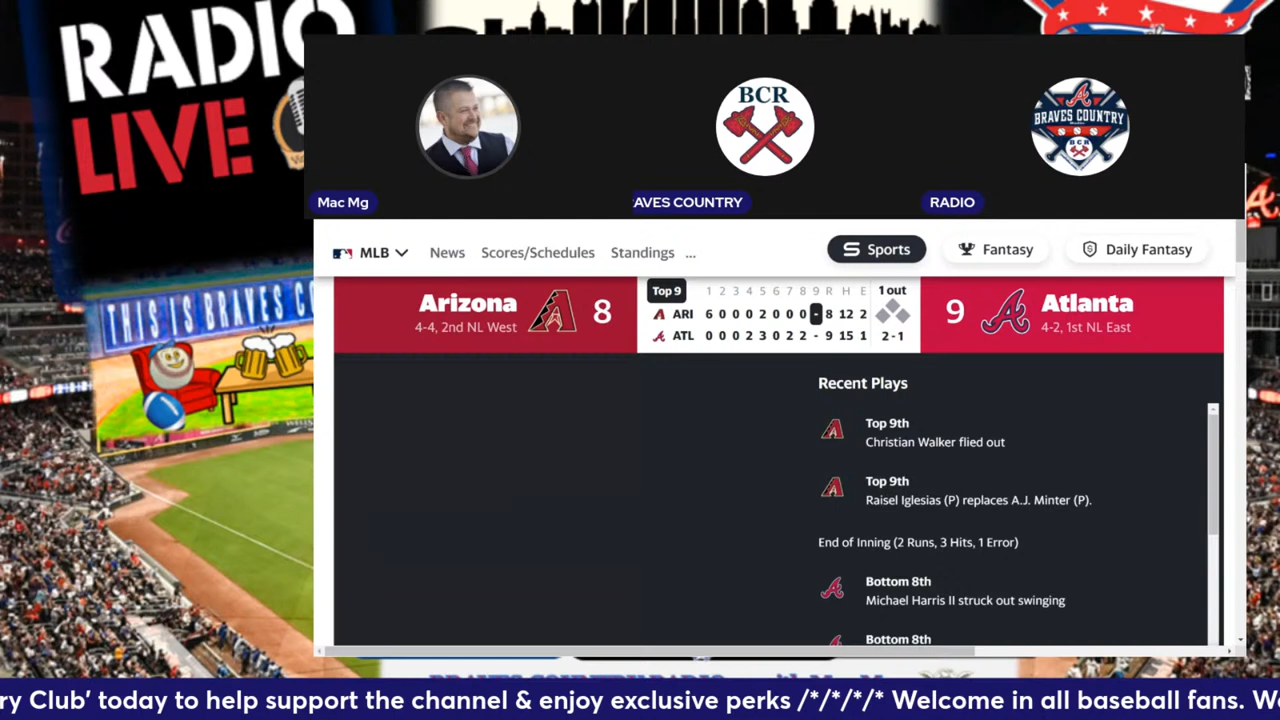 RADIO
LIVE
THIS IS BRAVES CO
BCR
BRAVES COUNTRY
BCR
Mac Mg
AVES COUNTRY
RADIO
MLB
News
Scores/Schedules
Standings
...
S Sports
Fantasy
Daily Fantasy
Arizona
4-4, 2nd NL West
8
Top 9 1 2 3 4 5 6 7 8 9 R H E
ARI 6 0 0 0 2 0 0 0 - 8 12 2
ATL 0 0 0 2 3 0 2 2 - 9 15 1
1 out
2 - 1
9
Atlanta
4-2, 1st NL East
Recent Plays
Top 9th
Christian Walker flied out
Top 9th
Raisel Iglesias (P) replaces A.J. Minter (P).
End of Inning (2 Runs, 3 Hits, 1 Error)
Bottom 8th
Michael Harris II struck out swinging
Bottom 8th
ry Club' today to help support the channel & enjoy exclusive perks /*/*/*/* Welcome in all baseball fans. W